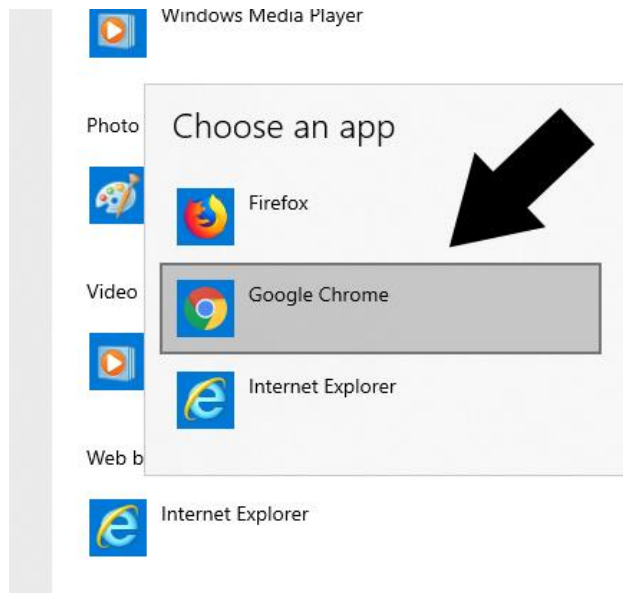 Windows Media Player
Photo
Choose an app
Firefox
Video
Google Chrome
Internet Explorer
Web b
Internet Explorer